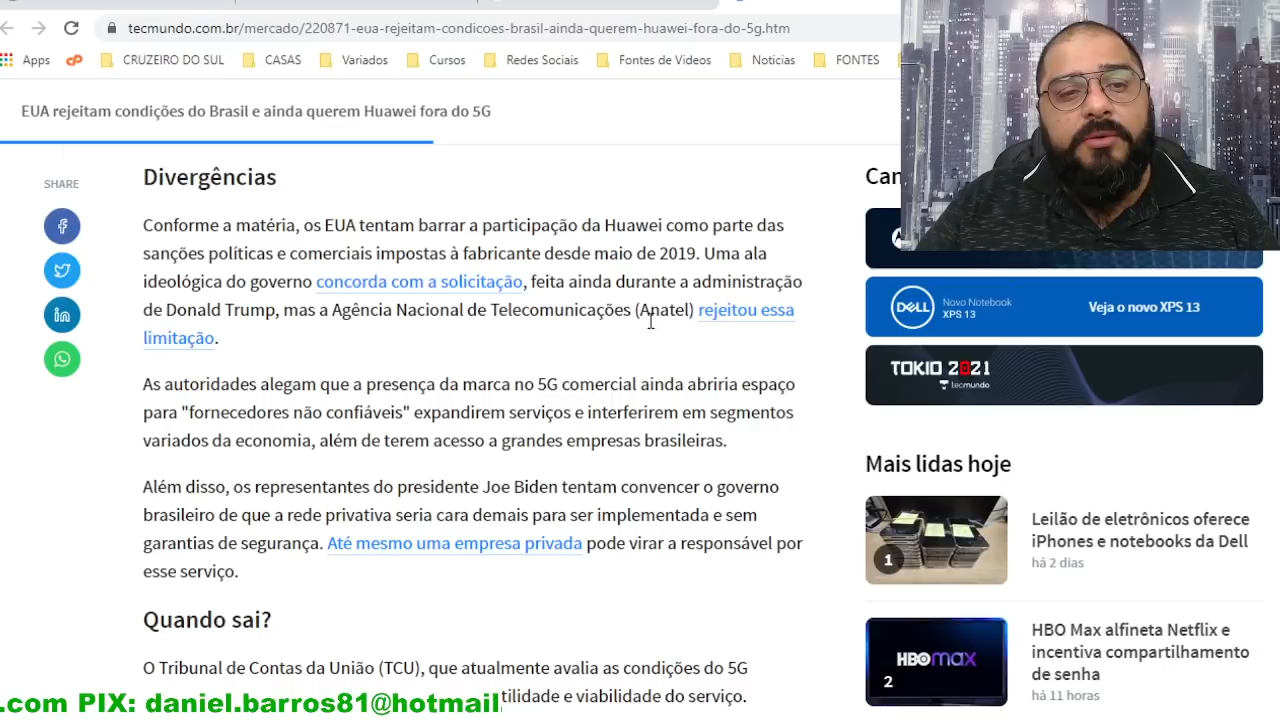 tecmundo.com.br/mercado/220871-eua-rejeitam-condicoes-brasil-ainda-querem-huawei-fora-do-5g.htm
Apps CRUZEIRO DO SUL CASAS Variados Cursos Redes Sociais Fontes de Videos Noticias FONTES
EUA rejeitam condições do Brasil e ainda querem Huawei fora do 5G
SHARE
Divergências
Conforme a matéria, os EUA tentam barrar a participação da Huawei como parte das
sanções políticas e comerciais impostas à fabricante desde maio de 2019. Uma ala
ideológica do governo concorda com a solicitação, feita ainda durante a administração
de Donald Trump, mas a Agência Nacional de Telecomunicações (Anatel) rejeitou essa
limitação.
As autoridades alegam que a presença da marca no 5G comercial ainda abriria espaço
para "fornecedores não confiáveis" expandirem serviços e interferirem em segmentos
variados da economia, além de terem acesso a grandes empresas brasileiras.
Além disso, os representantes do presidente Joe Biden tentam convencer o governo
brasileiro de que a rede privativa seria cara demais para ser implementada e sem
garantias de segurança. Até mesmo uma empresa privada pode virar a responsável por
esse serviço.
Quando sai?
O Tribunal de Contas da União (TCU), que atualmente avalia as condições do 5G
tilidade e viabilidade do serviço.
.com PIX: daniel.barros81@hotmail
Can
DELL
Novo Notebook
XPS 13
Veja o novo XPS 13
TOKIO 2021
tecmundo
Mais lidas hoje
1
Leilão de eletrônicos oferece
iPhones e notebooks da Dell
há 2 dias
HBOmax
2
HBO Max alfineta Netflix e
incentiva compartilhamento
de senha
há 11 horas